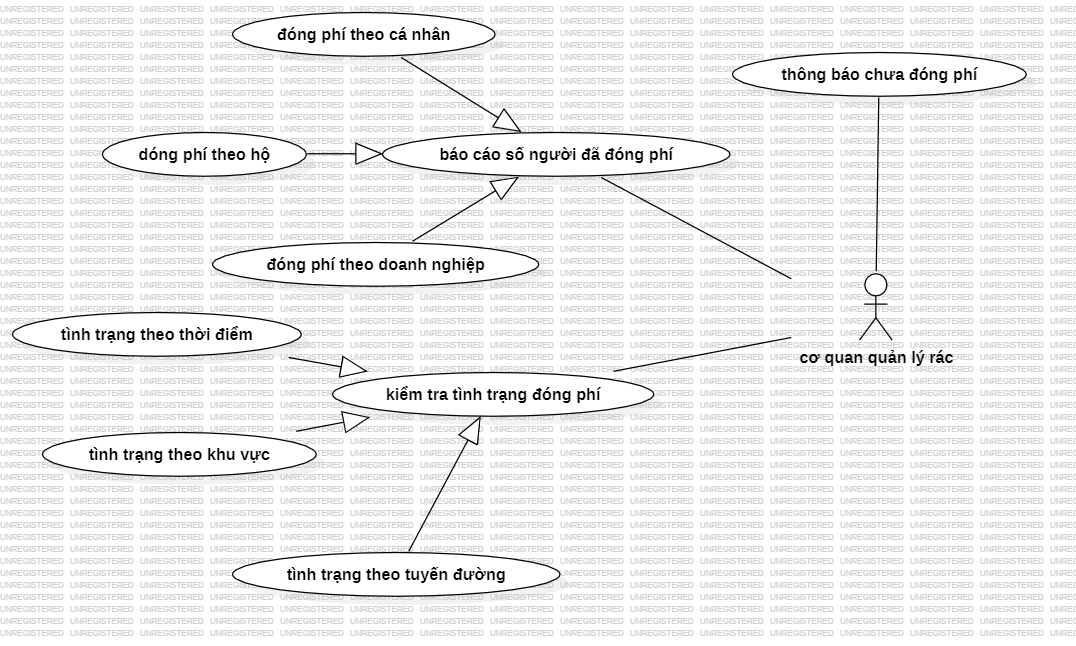 đóng phí theo cá nhân
thông báo chưa đóng phí
dóng phí theo hộ
báo cáo số người đã đóng phí
đóng phí theo doanh nghiệp
tình trạng theo thời điểm
cơ quan quản lý rác
kiểm tra tình trạng đóng phí
tình trạng theo khu vực
tình trạng theo tuyến đường
UNREGISTERED